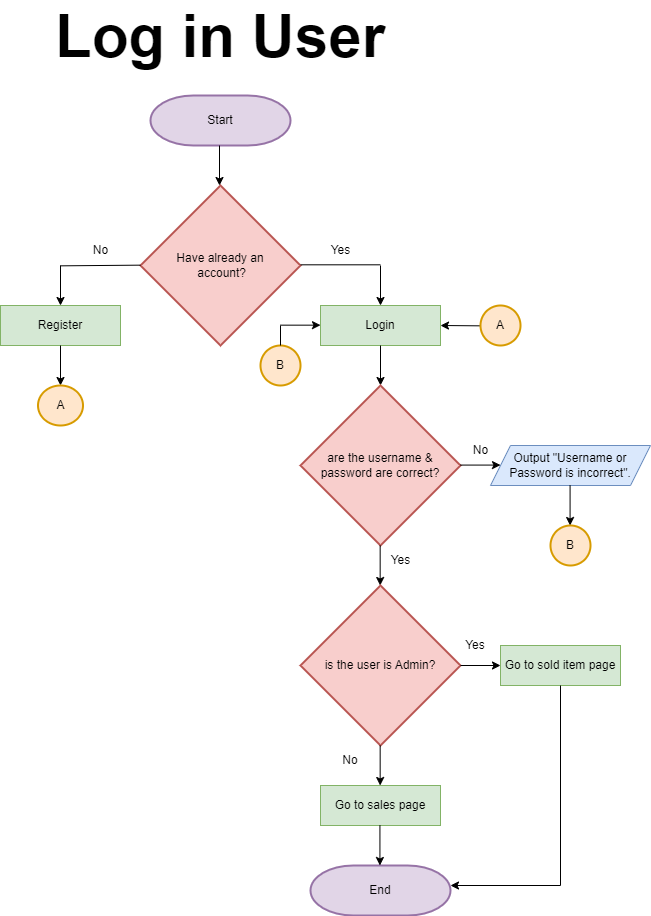 Log in User
Start
Have already an
account?
No
Yes
Register
Login
A
B
A
are the username &
password are correct?
No
Output "Username or
Password is incorrect".
B
Yes
is the user is Admin?
Yes
Go to sold item page
No
Go to sales page
End